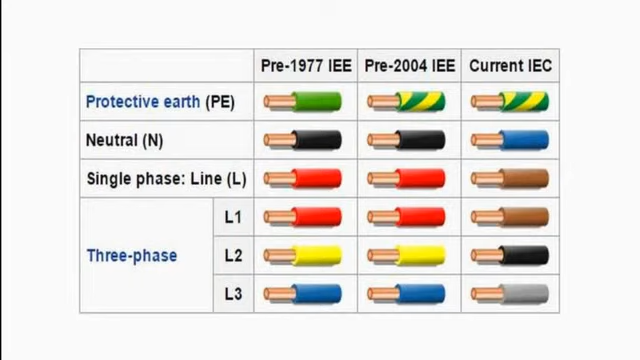 Pre-1977 IEE Pre-2004 IEE Current IEC
Protective earth (PE)
Neutral (N)
Single phase: Line (L)
Three-phase
L1
L2
L3